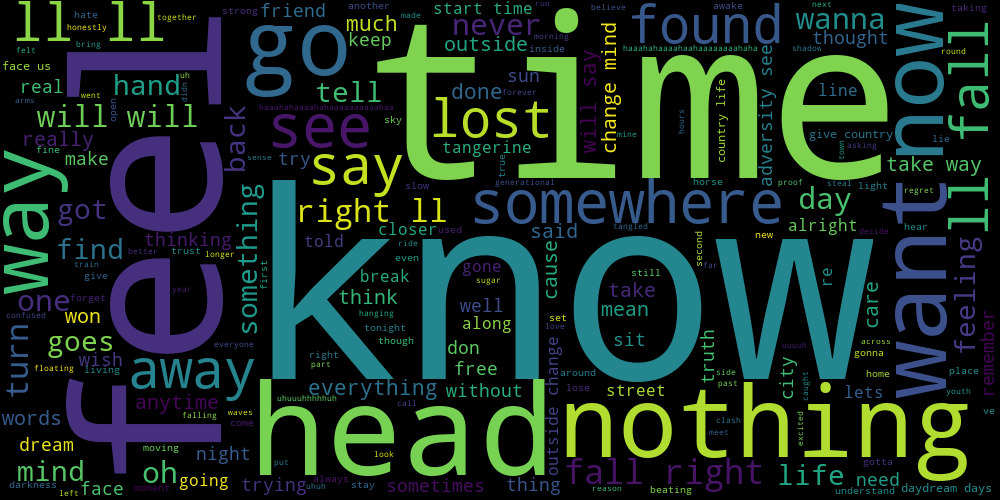 ll ll
hate
honestly
together
strong
friend
another
much
made
start time
run
never
believe
found
awake
wanna
next
taking
felt
bring
go
time
keep
outside
morning
inside
haaahahaaaahaahaaaaaaaahaha
thought
shadow
round
face us
real
arms
went
hand
uh
didn
open
tell
done
sun
forever
line
now
ll fall
will will
haaahahaaaahaahaaaaaaaahaha
see
sky
lost
will say
change mind
mine
hours
country life
adversity see
give country
lie
really
fine
make
feel
back
sense
try
say
tangerine
true
town
asking
take way
way
slow
generational
horse
proof
steal
light
regret
got
right ll
somewhere
day
want
find
thinking
better
trust
longer
something
told
closer
used
said
tangled
alright
hear
decide
train
give
first
ride
even
gone
sugar
cause
know
second
far
new
re
care
feeling
one
forget
year
break
think
hanging
well
along
still
take
mean
set
love
across
gonna
remember
won
confused
goes
everyone
tonight
though
don
sit
truth
uuuuh
side
past
city
home
place
turn
floating
wish
living
away
right
part
free
around
lose
street
caught
lets
youth
anytime
everything
without
outside change
words
falling
waves
come
uhuuuhhhhuh
call
head
nothing
clash
meet
excited
ve
dream
moving
night
look
mind
oh
going
trying
put
uhuh
always
stay
sometimes
thing
fall right
reason
beating
life
gotta
need
understand
daydream days
darkness
left
face
moment